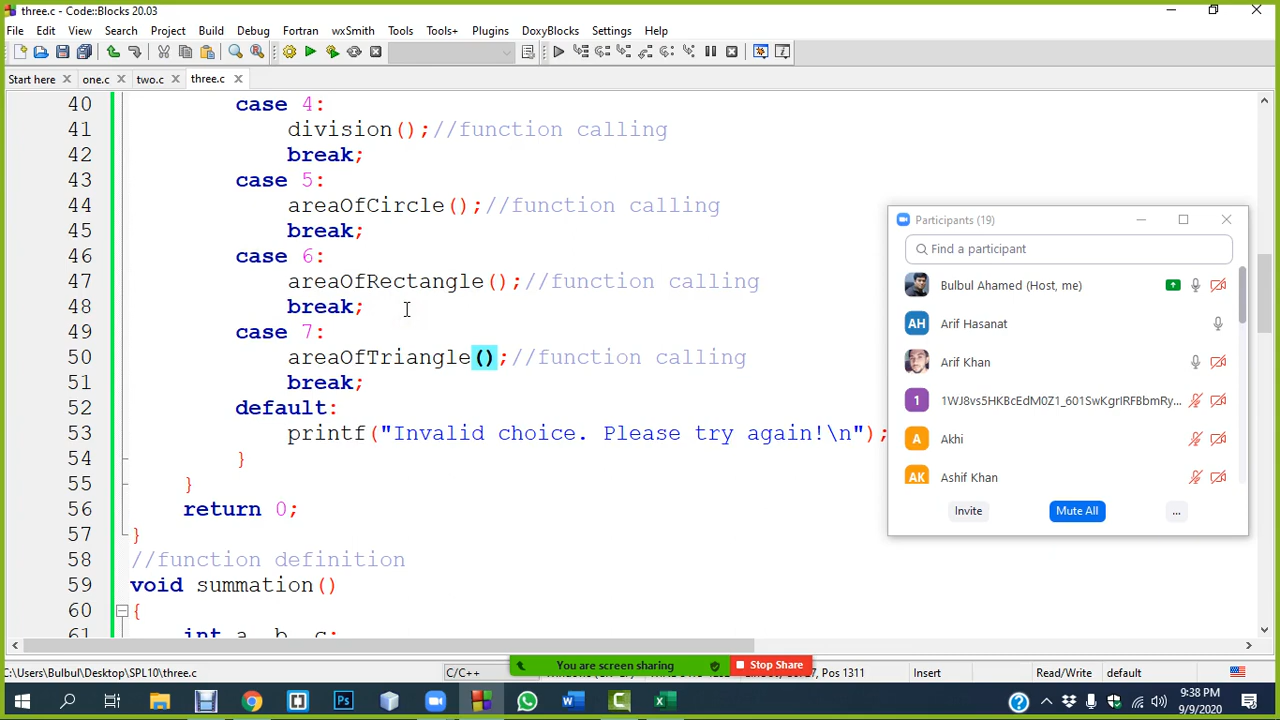 three.c - Code::Blocks 20.03
File Edit View Search Project Build Debug Fortran wxSmith Tools Tools+ Plugins DoxyBlocks Settings Help
Start here one.c two.c three.c
40 case 4:
41 division();//function calling
42 break;
43 case 5:
44 areaOfCircle();//function calling
45 break;
46 case 6:
47 areaOfRectangle();//function calling
48 break;
49 case 7:
50 areaOfTriangle();//function calling
51 break;
52 default:
53 printf("Invalid choice. Please try again!\n");
54 }
55 }
56 return 0;
57 }
58 //function definition
59 void summation()
60 {
61 int a, b, c;
Participants (19)
Find a participant
Bulbul Ahamed (Host, me)
AH Arif Hasanat
Arif Khan
1 1WJ8vs5HKBcEdM0Z1_601SwKgrIRFBbmRy...
A Akhi
AK Ashif Khan
Invite Mute All ...
You are screen sharing Stop Share
C:\Users\Bulbul\Desktop\SPL10\three.c C/C++ Pos 1311 Insert Read/Write default
9:38 PM
9/9/2020